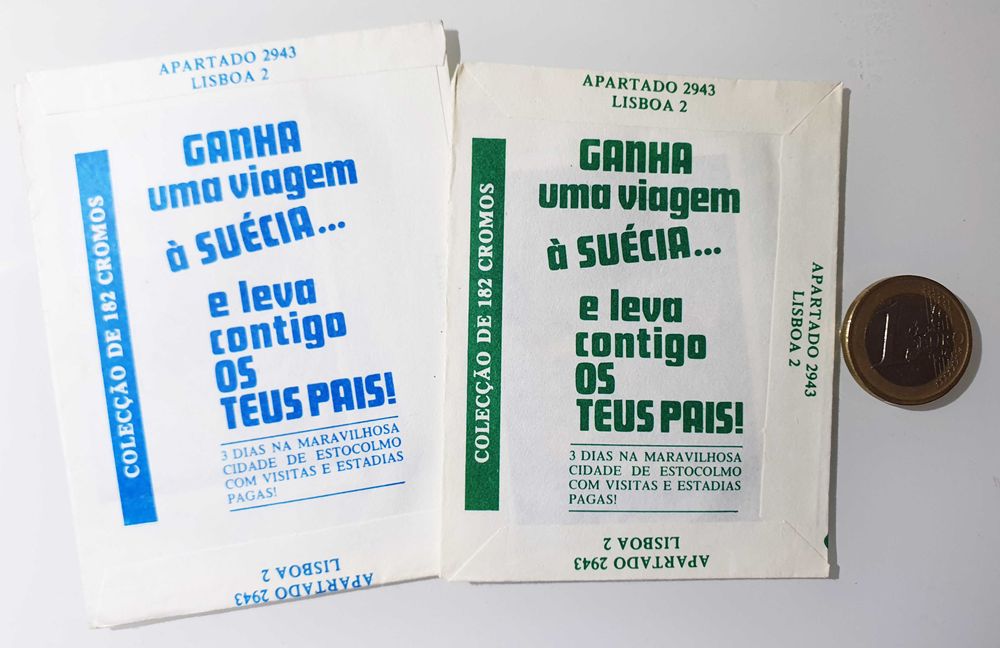 APARTADO 2943
LISBOA 2
COLECÇÃO DE 182 CROMOS
GANHA
uma viagem
à SUÉCIA...
e leva
contigo
OS
TEUS PAIS!
3 DIAS NA MARAVILHOSA
CIDADE DE ESTOCOLMO
COM VISITAS E ESTADIAS
PAGAS!
APARTADO 2943
LISBOA 2
APARTADO 2943
LISBOA 2
COLECÇÃO DE 182 CROMOS
GANHA
uma viagem
à SUÉCIA...
e leva
contigo
OS
TEUS PAIS!
3 DIAS NA MARAVILHOSA
CIDADE DE ESTOCOLMO
COM VISITAS E ESTADIAS
PAGAS!
APARTADO 2943
LISBOA 2
APARTADO 2943
LISBOA 2
1